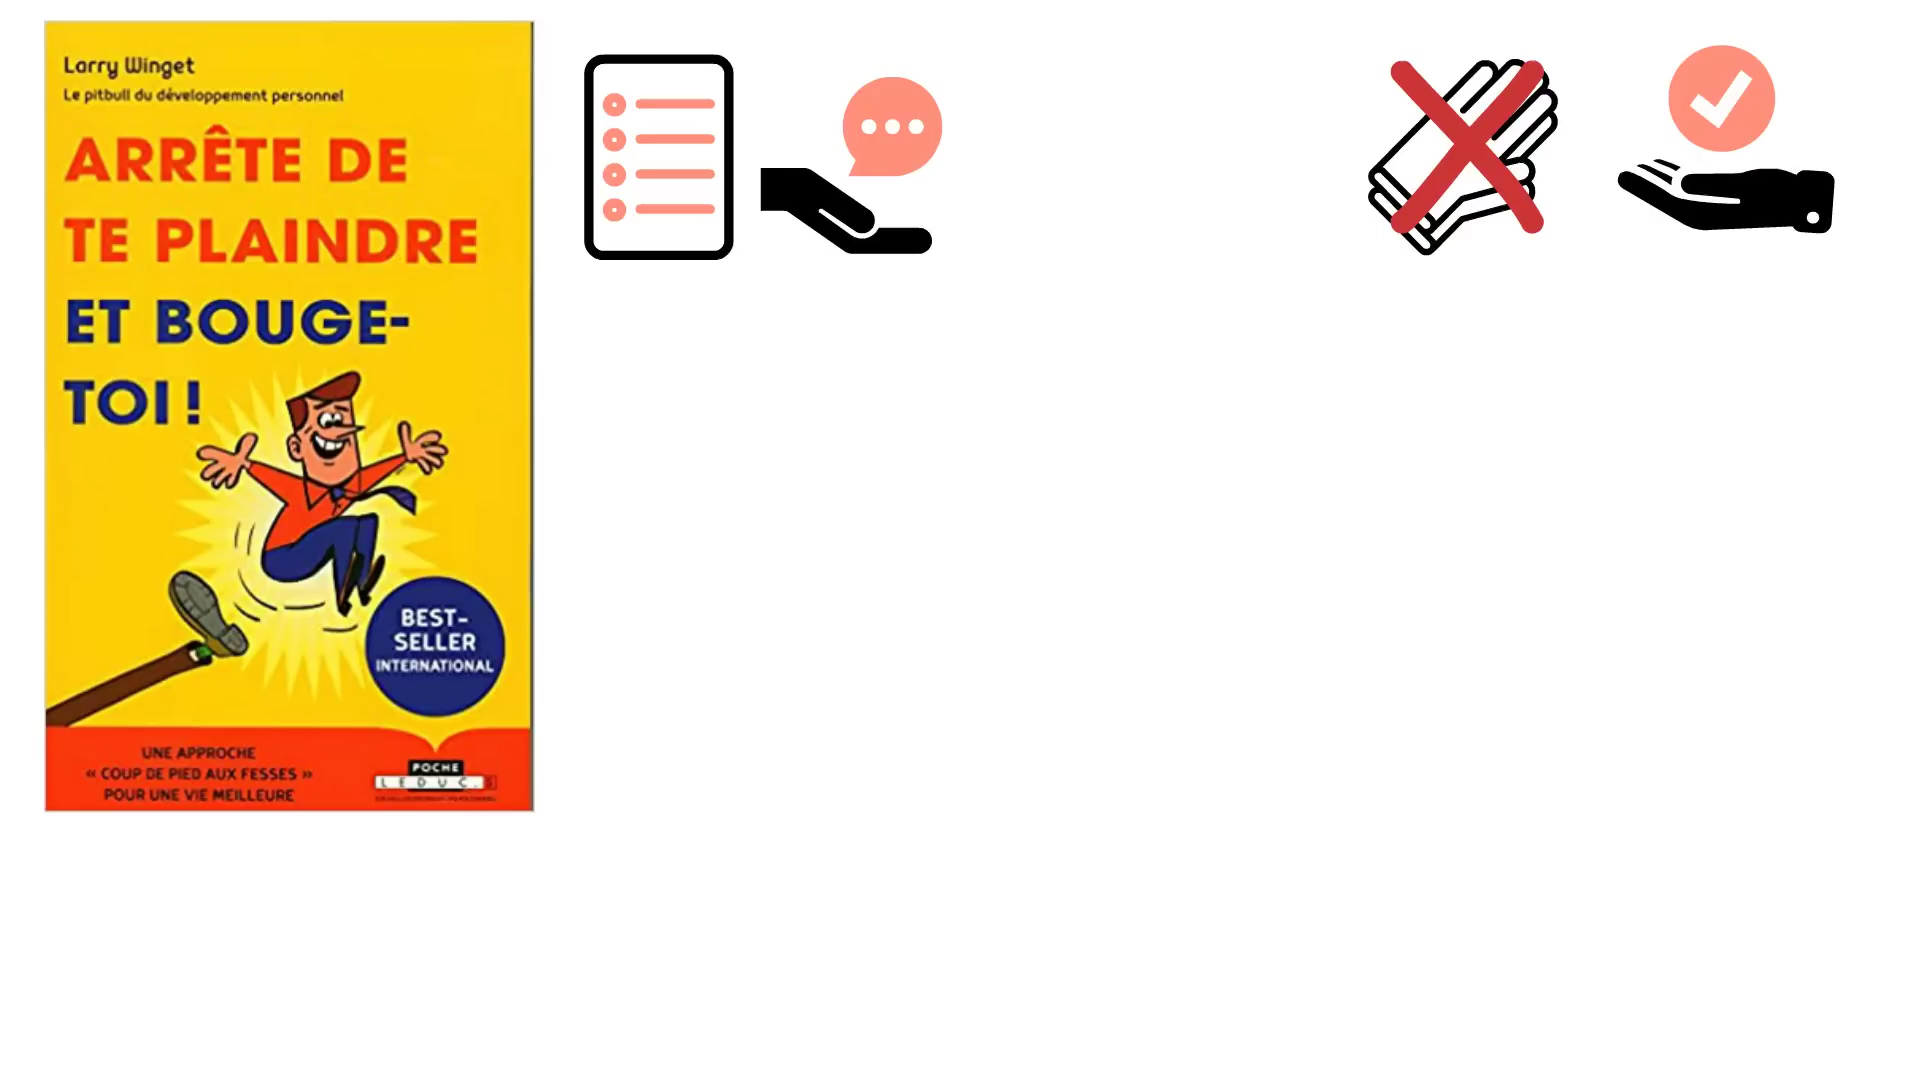 Larry Winget
Le pitbull du développement personnel
ARRÊTE DE
TE PLAINDRE
ET BOUGE-
TOI !
BEST-
SELLER
INTERNATIONAL
UNE APPROCHE
« COUP DE PIED AUX FESSES »
POUR UNE VIE MEILLEURE
POCHE
LEDUC.S